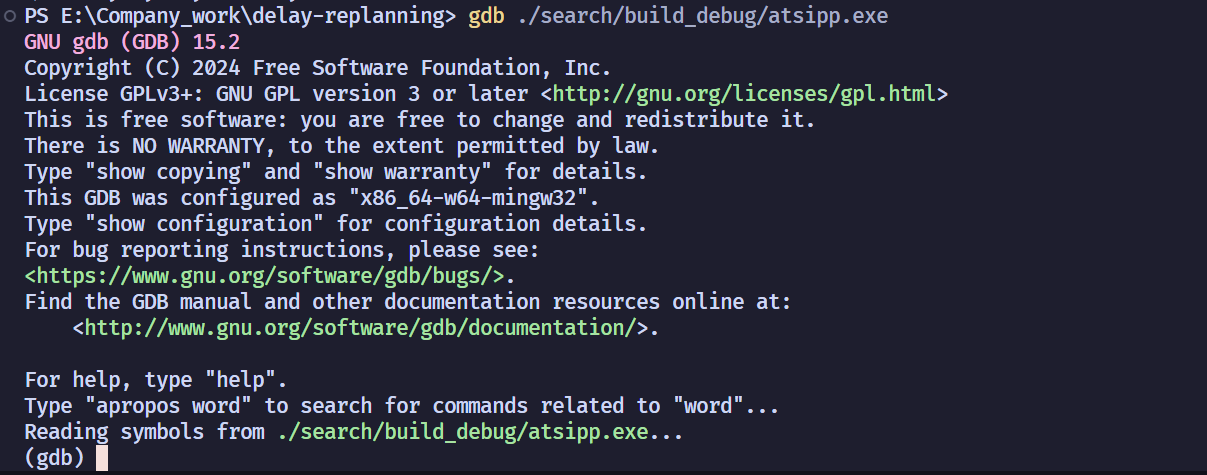 PS E:\Company_work\delay-replanning> gdb ./search/build_debug/atsipp.exe
GNU gdb (GDB) 15.2
Copyright (C) 2024 Free Software Foundation, Inc.
License GPLv3+: GNU GPL version 3 or later <http://gnu.org/licenses/gpl.html>
This is free software: you are free to change and redistribute it.
There is NO WARRANTY, to the extent permitted by law.
Type "show copying" and "show warranty" for details.
This GDB was configured as "x86_64-w64-mingw32".
Type "show configuration" for configuration details.
For bug reporting instructions, please see:
<https://www.gnu.org/software/gdb/bugs/>.
Find the GDB manual and other documentation resources online at:
    <http://www.gnu.org/software/gdb/documentation/>.

For help, type "help".
Type "apropos word" to search for commands related to "word"...
Reading symbols from ./search/build_debug/atsipp.exe...
(gdb)